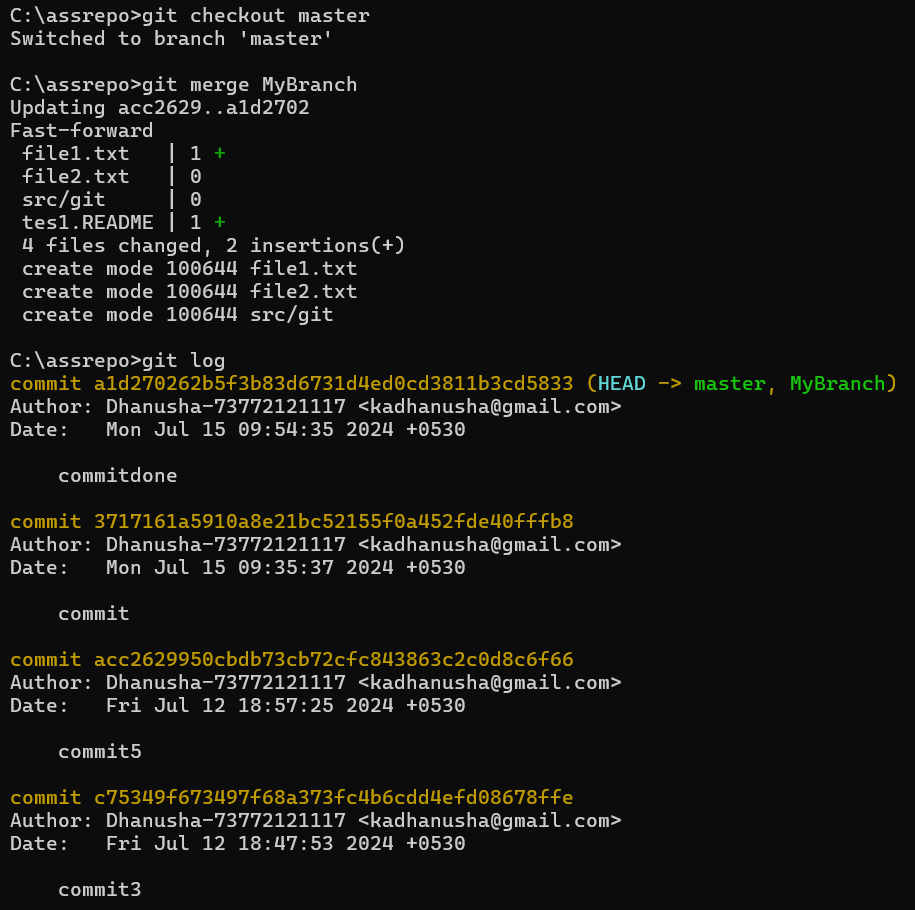 C:\assrepo>git checkout master
Switched to branch 'master'
C:\assrepo>git merge MyBranch
Updating acc2629..a1d2702
Fast-forward
 file1.txt   | 1 +
 file2.txt   | 0
 src/git     | 0
 tes1.README | 1 +
 4 files changed, 2 insertions(+)
 create mode 100644 file1.txt
 create mode 100644 file2.txt
 create mode 100644 src/git
C:\assrepo>git log
commit a1d270262b5f3b83d6731d4ed0cd3811b3cd5833 (HEAD -> master, MyBranch)
Author: Dhanusha-73772121117 <kadhanusha@gmail.com>
Date:   Mon Jul 15 09:54:35 2024 +0530
    commitdone
commit 3717161a5910a8e21bc52155f0a452fde40fffb8
Author: Dhanusha-73772121117 <kadhanusha@gmail.com>
Date:   Mon Jul 15 09:35:37 2024 +0530
    commit
commit acc2629950cbdb73cb72cfc843863c2c0d8c6f66
Author: Dhanusha-73772121117 <kadhanusha@gmail.com>
Date:   Fri Jul 12 18:57:25 2024 +0530
    commit5
commit c75349f673497f68a373fc4b6cdd4efd08678ffe
Author: Dhanusha-73772121117 <kadhanusha@gmail.com>
Date:   Fri Jul 12 18:47:53 2024 +0530
    commit3